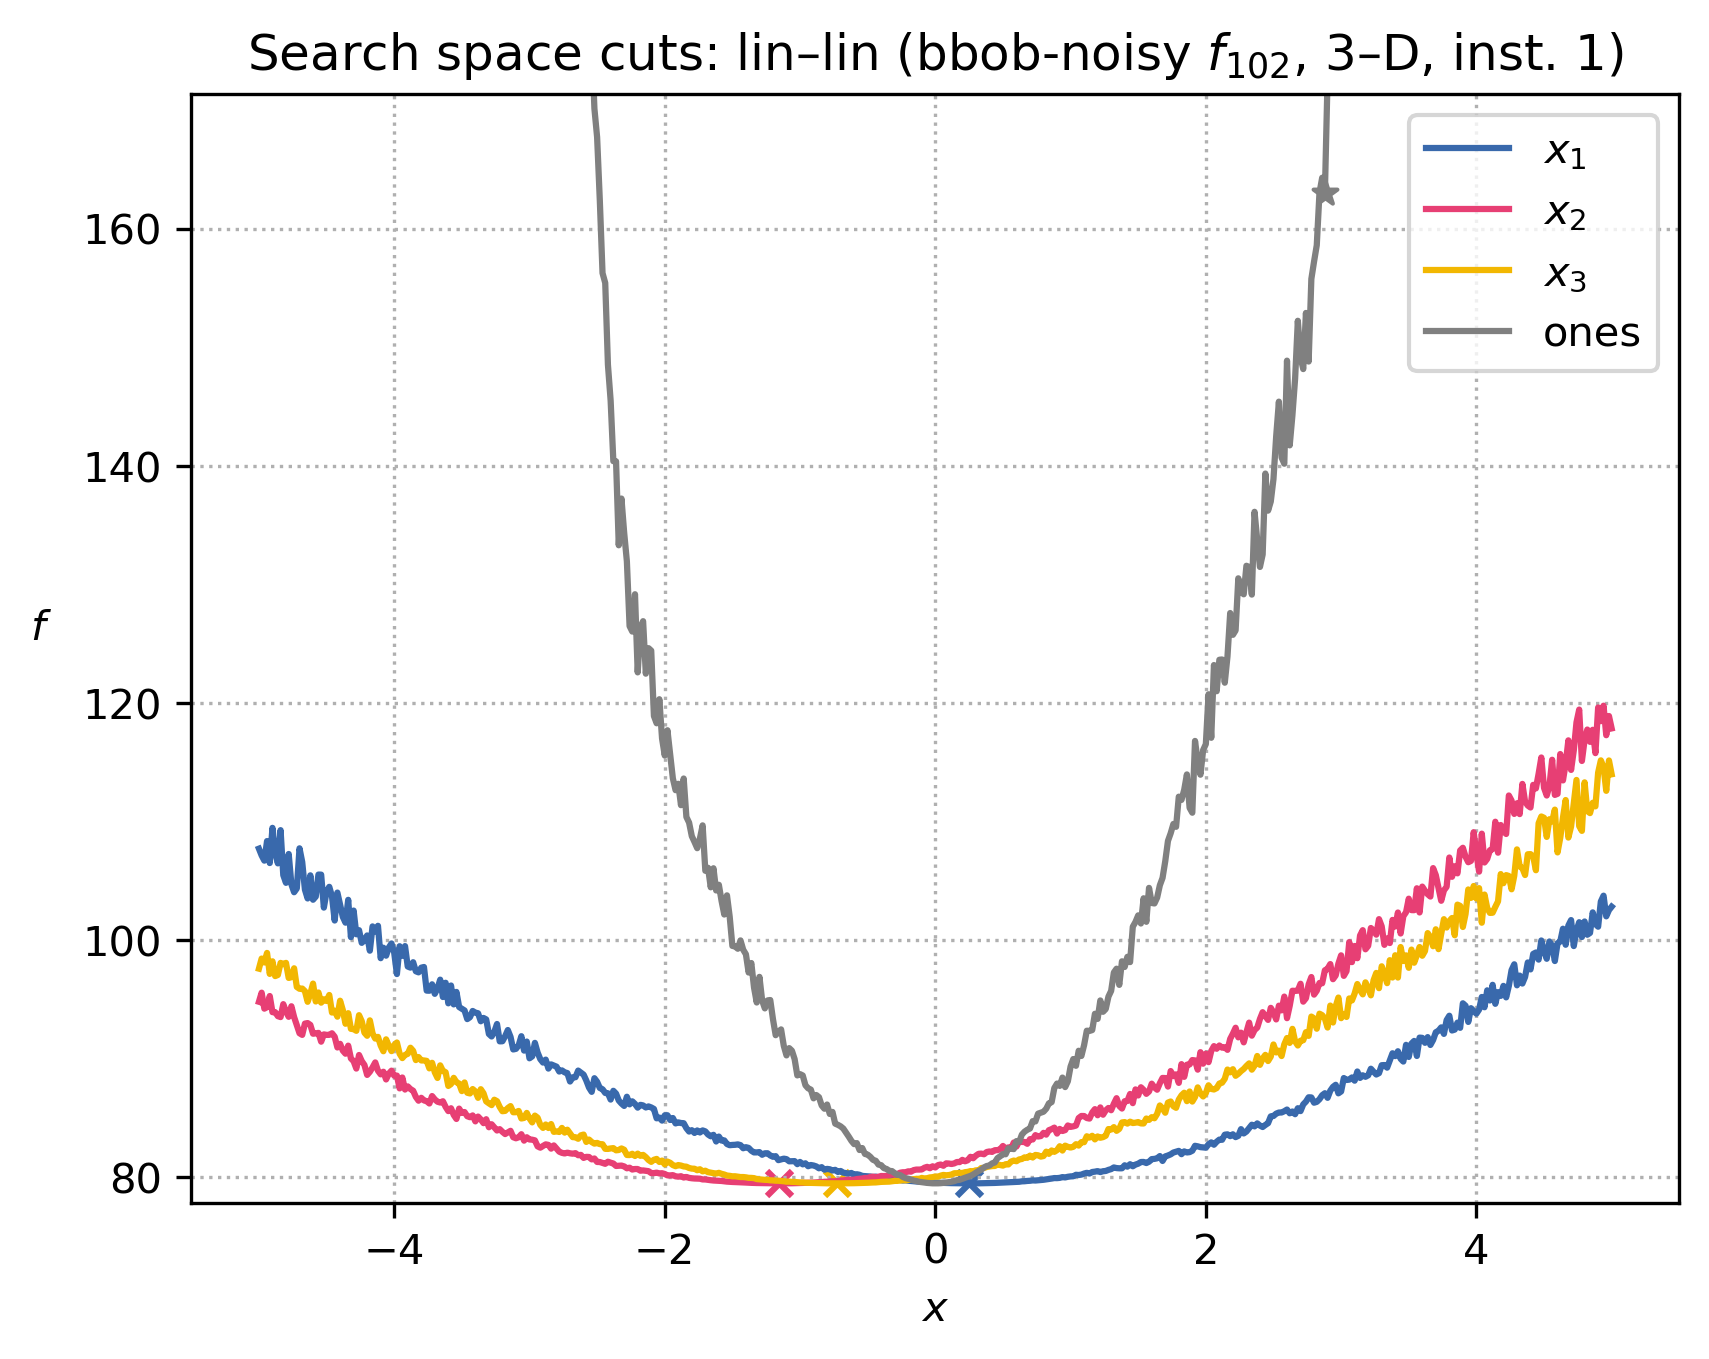 Search space cuts: lin–lin (bbob-noisy f₁₀₂, 3–D, inst. 1)
x₁
x₂
x₃
ones
160
140
120
100
80
f
−4 −2 0 2 4
x